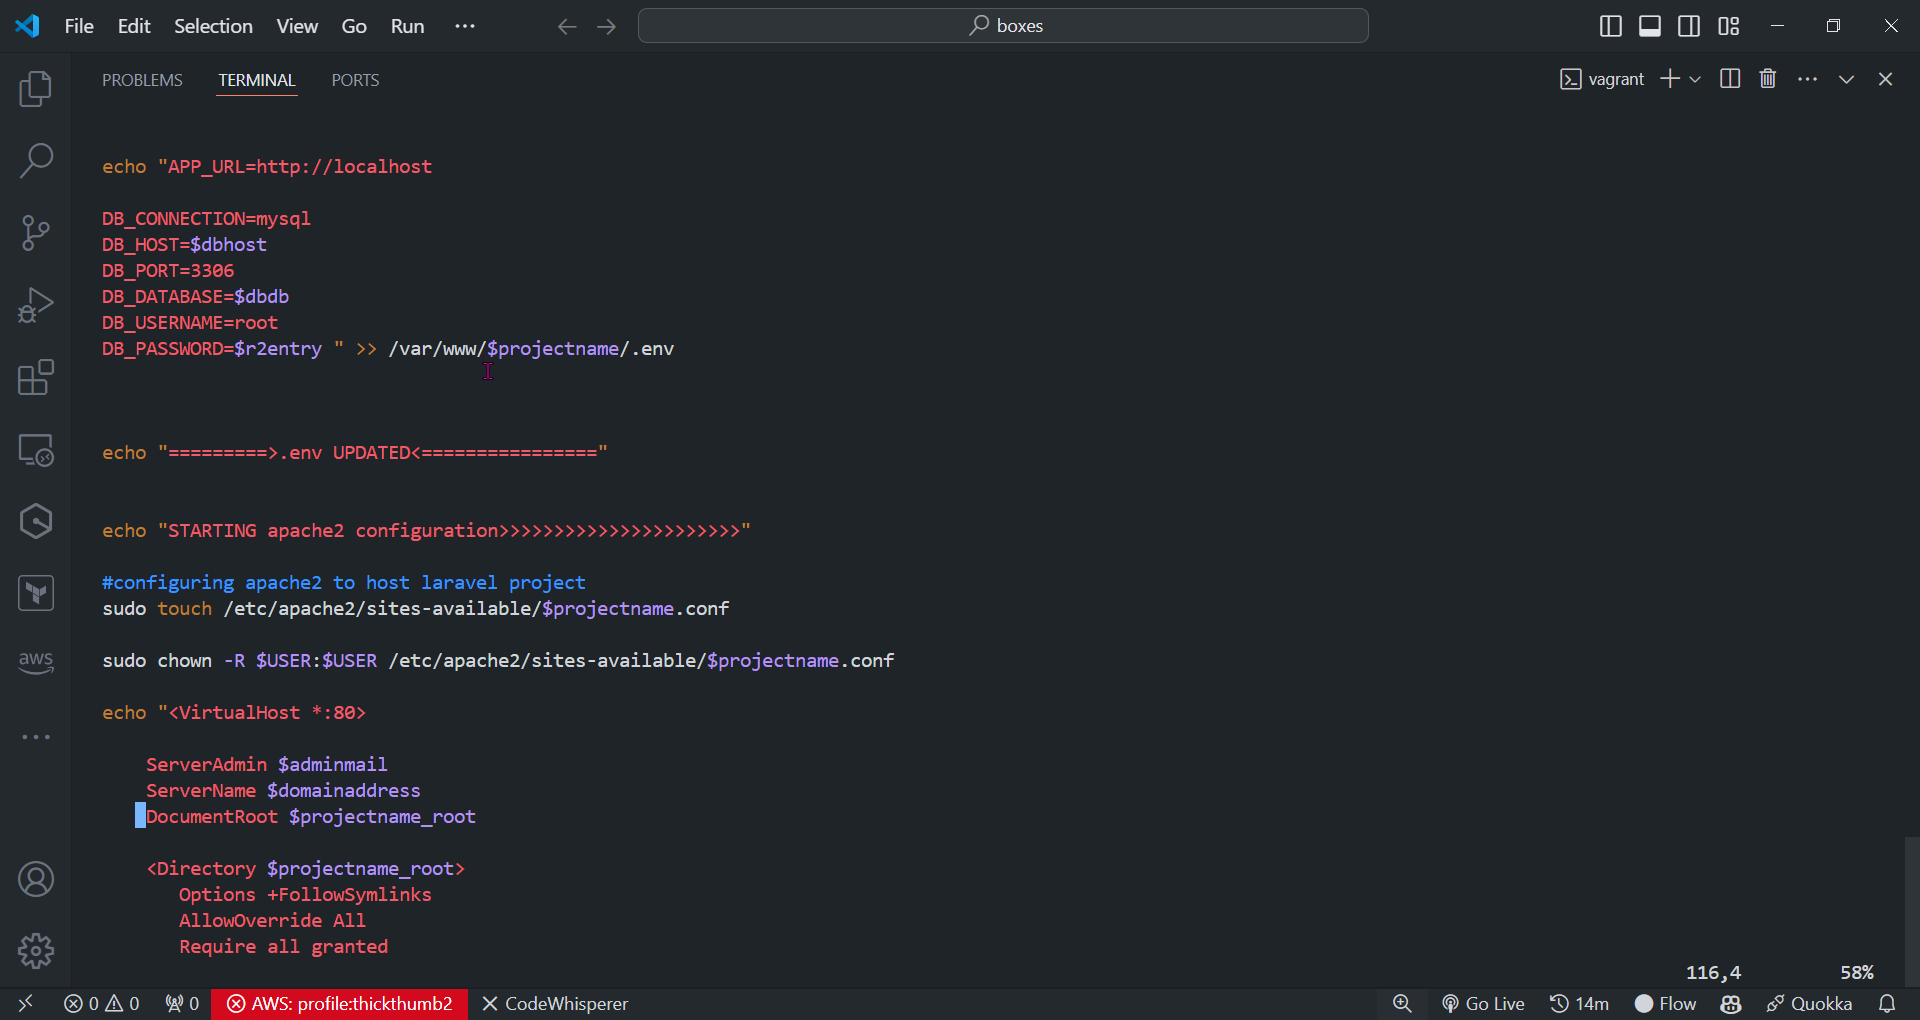 File Edit Selection View Go Run ··· boxes
PROBLEMS TERMINAL PORTS vagrant
echo "APP_URL=http://localhost
DB_CONNECTION=mysql
DB_HOST=$dbhost
DB_PORT=3306
DB_DATABASE=$dbdb
DB_USERNAME=root
DB_PASSWORD=$r2entry " >> /var/www/$projectname/.env
echo "=========>.env UPDATED<================"
echo "STARTING apache2 configuration>>>>>>>>>>>>>>>>>>>>>>"
#configuring apache2 to host laravel project
sudo touch /etc/apache2/sites-available/$projectname.conf
sudo chown -R $USER:$USER /etc/apache2/sites-available/$projectname.conf
echo "<VirtualHost *:80>
aws
ServerAdmin $adminmail
ServerName $domainaddress
DocumentRoot $projectname_root
<Directory $projectname_root>
Options +FollowSymlinks
AllowOverride All
Require all granted
116,4 58%
0 0 0 AWS: profile:thickthumb2 CodeWhisperer Go Live 14m Flow Quokka